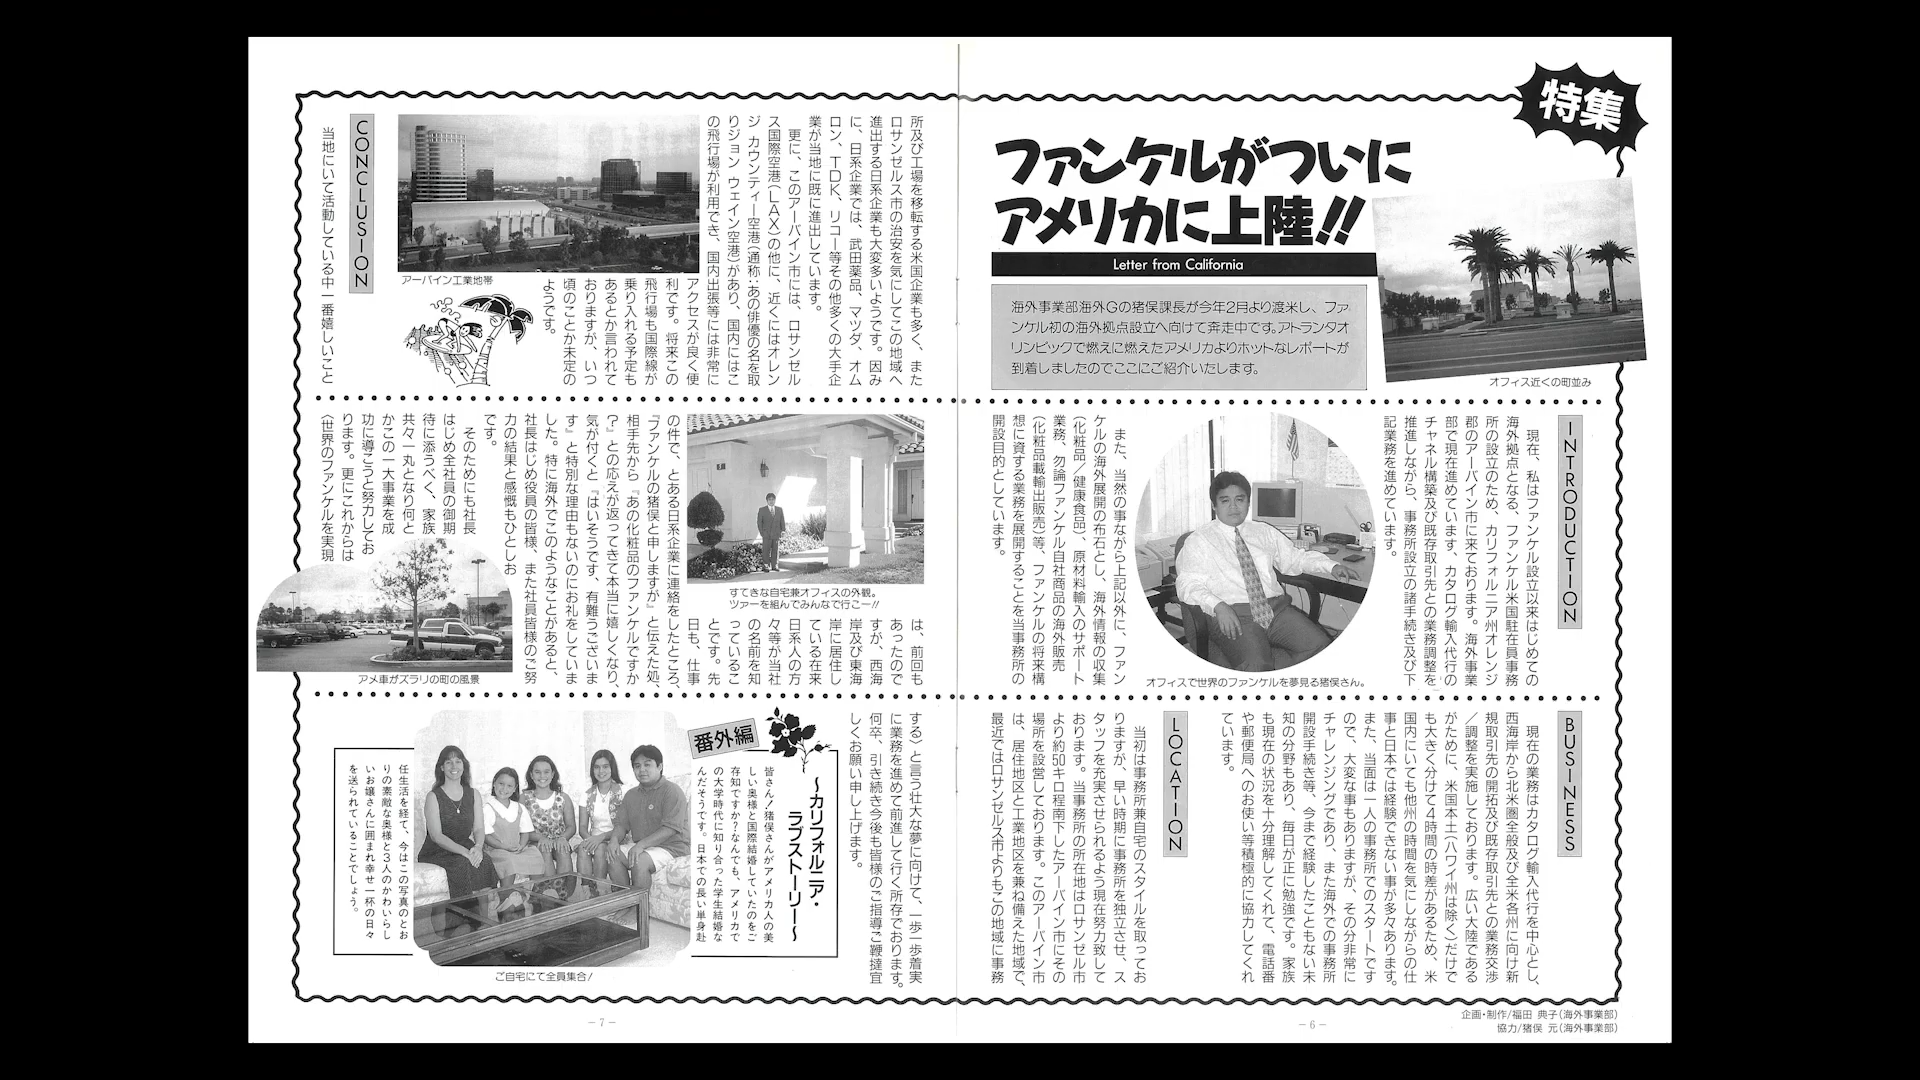 特集
ファンケルがついに
アメリカに上陸!!
Letter from California
海外事業部海外Gの猪俣課長が今年2月より渡米し、ファ
ンケル初の海外拠点設立へ向けて奔走中です。アトランタオ
リンピックで燃えに燃えたアメリカよりホットなレポートが
到着しましたのでここにご紹介いたします。
オフィス近くの町並み
INTRODUCTION
現在、私はファンケル設立以来はじめての
海外拠点となる、ファンケル米国駐在員事務
所の設立のため、カリフォルニア州オレンジ
郡のアーバイン市に来ております。海外事業
部で現在進めています、カタログ輸入代行の
チャネル構築及び既存取引先との業務調整を
推進しながら、事務所設立の諸手続き及び下
記業務を進めています。
また、当然の事ながら上記以外に、ファン
ケルの海外展開の布石とし、海外情報の収集
(化粧品/健康食品)、原材料輸入のサポート
業務、勿論ファンケル自社商品の海外販売
(化粧品載輸出販売)等、ファンケルの将来構
想に資する業務を展開することを当事務所の
開設目的としています。
オフィスで世界のファンケルを夢見る猪俣さん。
BUSINESS
現在の業務はカタログ輸入代行を中心とし、
西海岸から北米圏全般及び全米各州に向け新
規取引先の開拓及び既存取引先との業務交渉
/調整を実施しております。広い大陸である
がために、米国本土(ハワイ州は除く)だけで
も大きく分けて4時間の時差があるため、米
国内にいても他州の時間を気にしながらの仕
事と日本では経験できない事が多々あります。
また、当面は一人の事務所でのスタートです
ので、大変な事もありますが、その分非常に
チャレンジングであり、また海外での事務所
開設手続き等、今まで経験したこともない未
知の分野もあり、毎日が正に勉強です。家族
も現在の状況を十分理解してくれて、電話番
や郵便局へのお使い等積極的に協力してくれ
ています。
LOCATION
当初は事務所兼自宅のスタイルを取ってお
りますが、早い時期に事務所を独立させ、ス
タッフを充実させられるよう現在努力致して
おります。当事務所の所在地はロサンゼル市
より約50キロ程南下したアーバイン市にその
場所を設営しております。このアーバイン市
は、居住地区と工業地区を兼ね備えた地域で、
最近ではロサンゼルス市よりもこの地域に事務
企画・制作/福田 典子(海外事業部)
協力/猪俣 元(海外事業部)
－6－
所及び工場を移転する米国企業も多く、また
ロサンゼルス市の治安を気にしてこの地域へ
進出する日系企業も大変多いようです。因み
に、日系企業では、武田薬品、マツダ、オム
ロン、TDK、リコー等その他多くの大手企
業が当地に既に進出しています。
更に、このアーバイン市には、ロサンゼル
ス国際空港(LAX)の他に、近くにはオレン
ジ カウンティー空港(通称:あの俳優の名を取
りジョン ウェイン空港)があり、国内にはこ
の飛行場が利用でき、国内出張等には非常に
アクセスが良く便
利です。将来この
飛行場も国際線が
乗り入れる予定も
あるとか言われて
おりますが、いつ
頃のことか未定の
ようです。
アーバイン工業地帯
CONCLUSION
当地にいて活動している中一番嬉しいこと
は、前回も
あったので
すが、西海
岸及び東海
岸に居住し
ている在来
日系人の方
々等が当社
の名前を知
っているこ
とです。先
日も、仕事
の件で、とある日系企業に連絡をしたところ、
『ファンケルの猪俣と申しますが』と伝えた処、
相手先から『あの化粧品のファンケルですか
?』との応えが返ってきて本当に嬉しくなり、
気が付くと『はいそうです、有難うございま
す』と特別な理由もないのにお礼をしていま
した。特に海外でこのようなことがあると、
社長はじめ役員の皆様、また社員皆様のご努
力の結果と感慨もひとしお
です。
そのためにも社長
はじめ全社員の御期
待に添うべく、家族
共々一丸となり何と
かこの一大事業を成
功に導こうと努力してお
ります。更にこれからは
〈世界のファンケルを実現
すてきな自宅兼オフィスの外観。
ツァーを組んでみんなで行こー!!
アメ車がズラリの町の風景
する〉と言う壮大な夢に向けて、一歩一歩着実
に業務を進めて前進して行く所存でおります。
何卒、引き続き今後も皆様のご指導ご鞭撻宜
しくお願い申し上げます。
番外編
〜カリフォルニア・
ラブストーリー〜
皆さん!猪俣さんがアメリカ人の美
しい奥様と国際結婚していたのをご
存知ですか?なんでも、アメリカで
の大学時代に知り合った学生結婚な
んだそうです。日本での長い単身赴
任生活を経て、今はこの写真のとお
りの素敵な奥様と3人のかわいらし
いお嬢さんに囲まれ幸せ一杯の日々
を送られていることでしょう。
ご自宅にて全員集合!
－7－